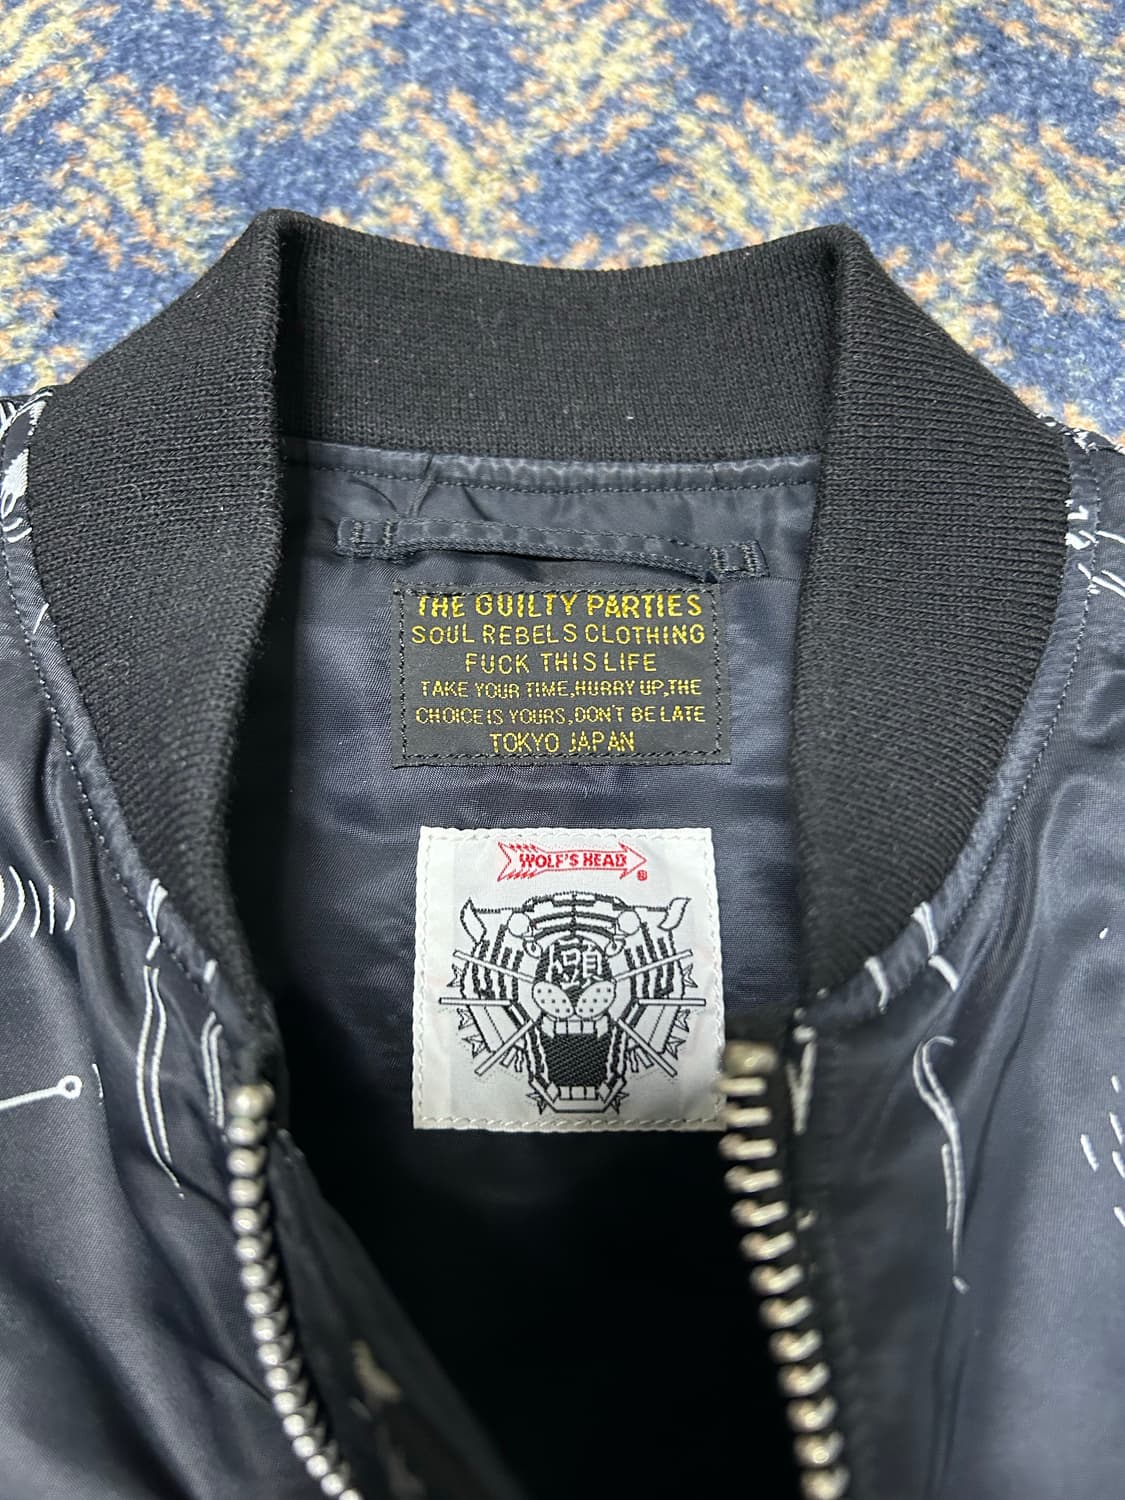 THE GUILTY PARTIES
SOUL REBELS CLOTHING
FUCK THIS LIFE
TAKE YOUR TIME,HURRY UP,THE
CHOICE IS YOURS,DON'T BE LATE
TOKYO JAPAN
WOLF'S HEAD
®